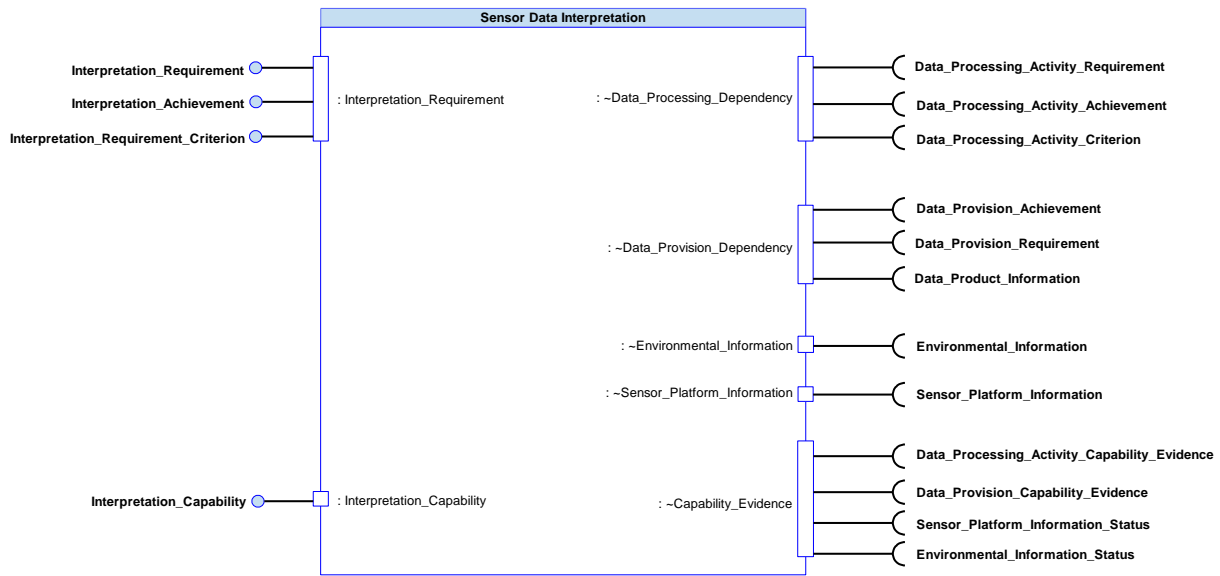 Sensor Data Interpretation
Interpretation_Requirement
Interpretation_Achievement
Interpretation_Requirement_Criterion
: Interpretation_Requirement
: ~Data_Processing_Dependency
Data_Processing_Activity_Requirement
Data_Processing_Activity_Achievement
Data_Processing_Activity_Criterion
: ~Data_Provision_Dependency
Data_Provision_Achievement
Data_Provision_Requirement
Data_Product_Information
: ~Environmental_Information
Environmental_Information
: ~Sensor_Platform_Information
Sensor_Platform_Information
Interpretation_Capability
: Interpretation_Capability
: ~Capability_Evidence
Data_Processing_Activity_Capability_Evidence
Data_Provision_Capability_Evidence
Sensor_Platform_Information_Status
Environmental_Information_Status